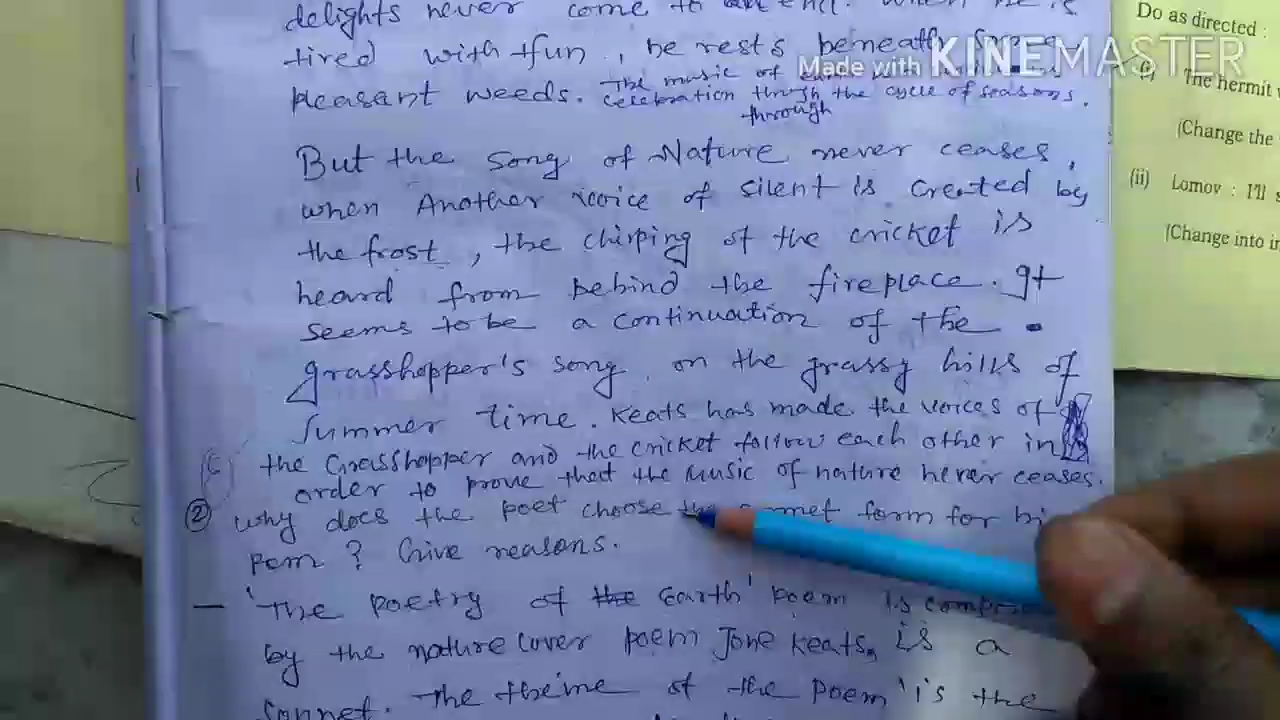 delights never come to an end. When he is
tired with fun, he rests beneath some
pleasant weeds. The music of
celebration thrugh the cycle of seasons.
through
But the song of Nature never ceases,
when Another voice of silent is created by
the frost, the chirping of the cricket is
heard from behind the fireplace. It
seems to be a continuation of the
grasshopper's song on the grassy hills of
Summer time. Keats has made the voices of
the Grasshopper and the cricket follow each other in
order to prove that the music of nature never ceases.
② Why does the poet choose the sonnet form for hi
pom? Give reasons.
— 'The poetry of the Earth' poem is
by the nature lover poem Jone Keats, is a
sonnet. The theme of the poem is the
Made with KINEMASTER
Do as directed :
(i) The hermit
(Change the
(ii) Lomov : I'll
(Change into in